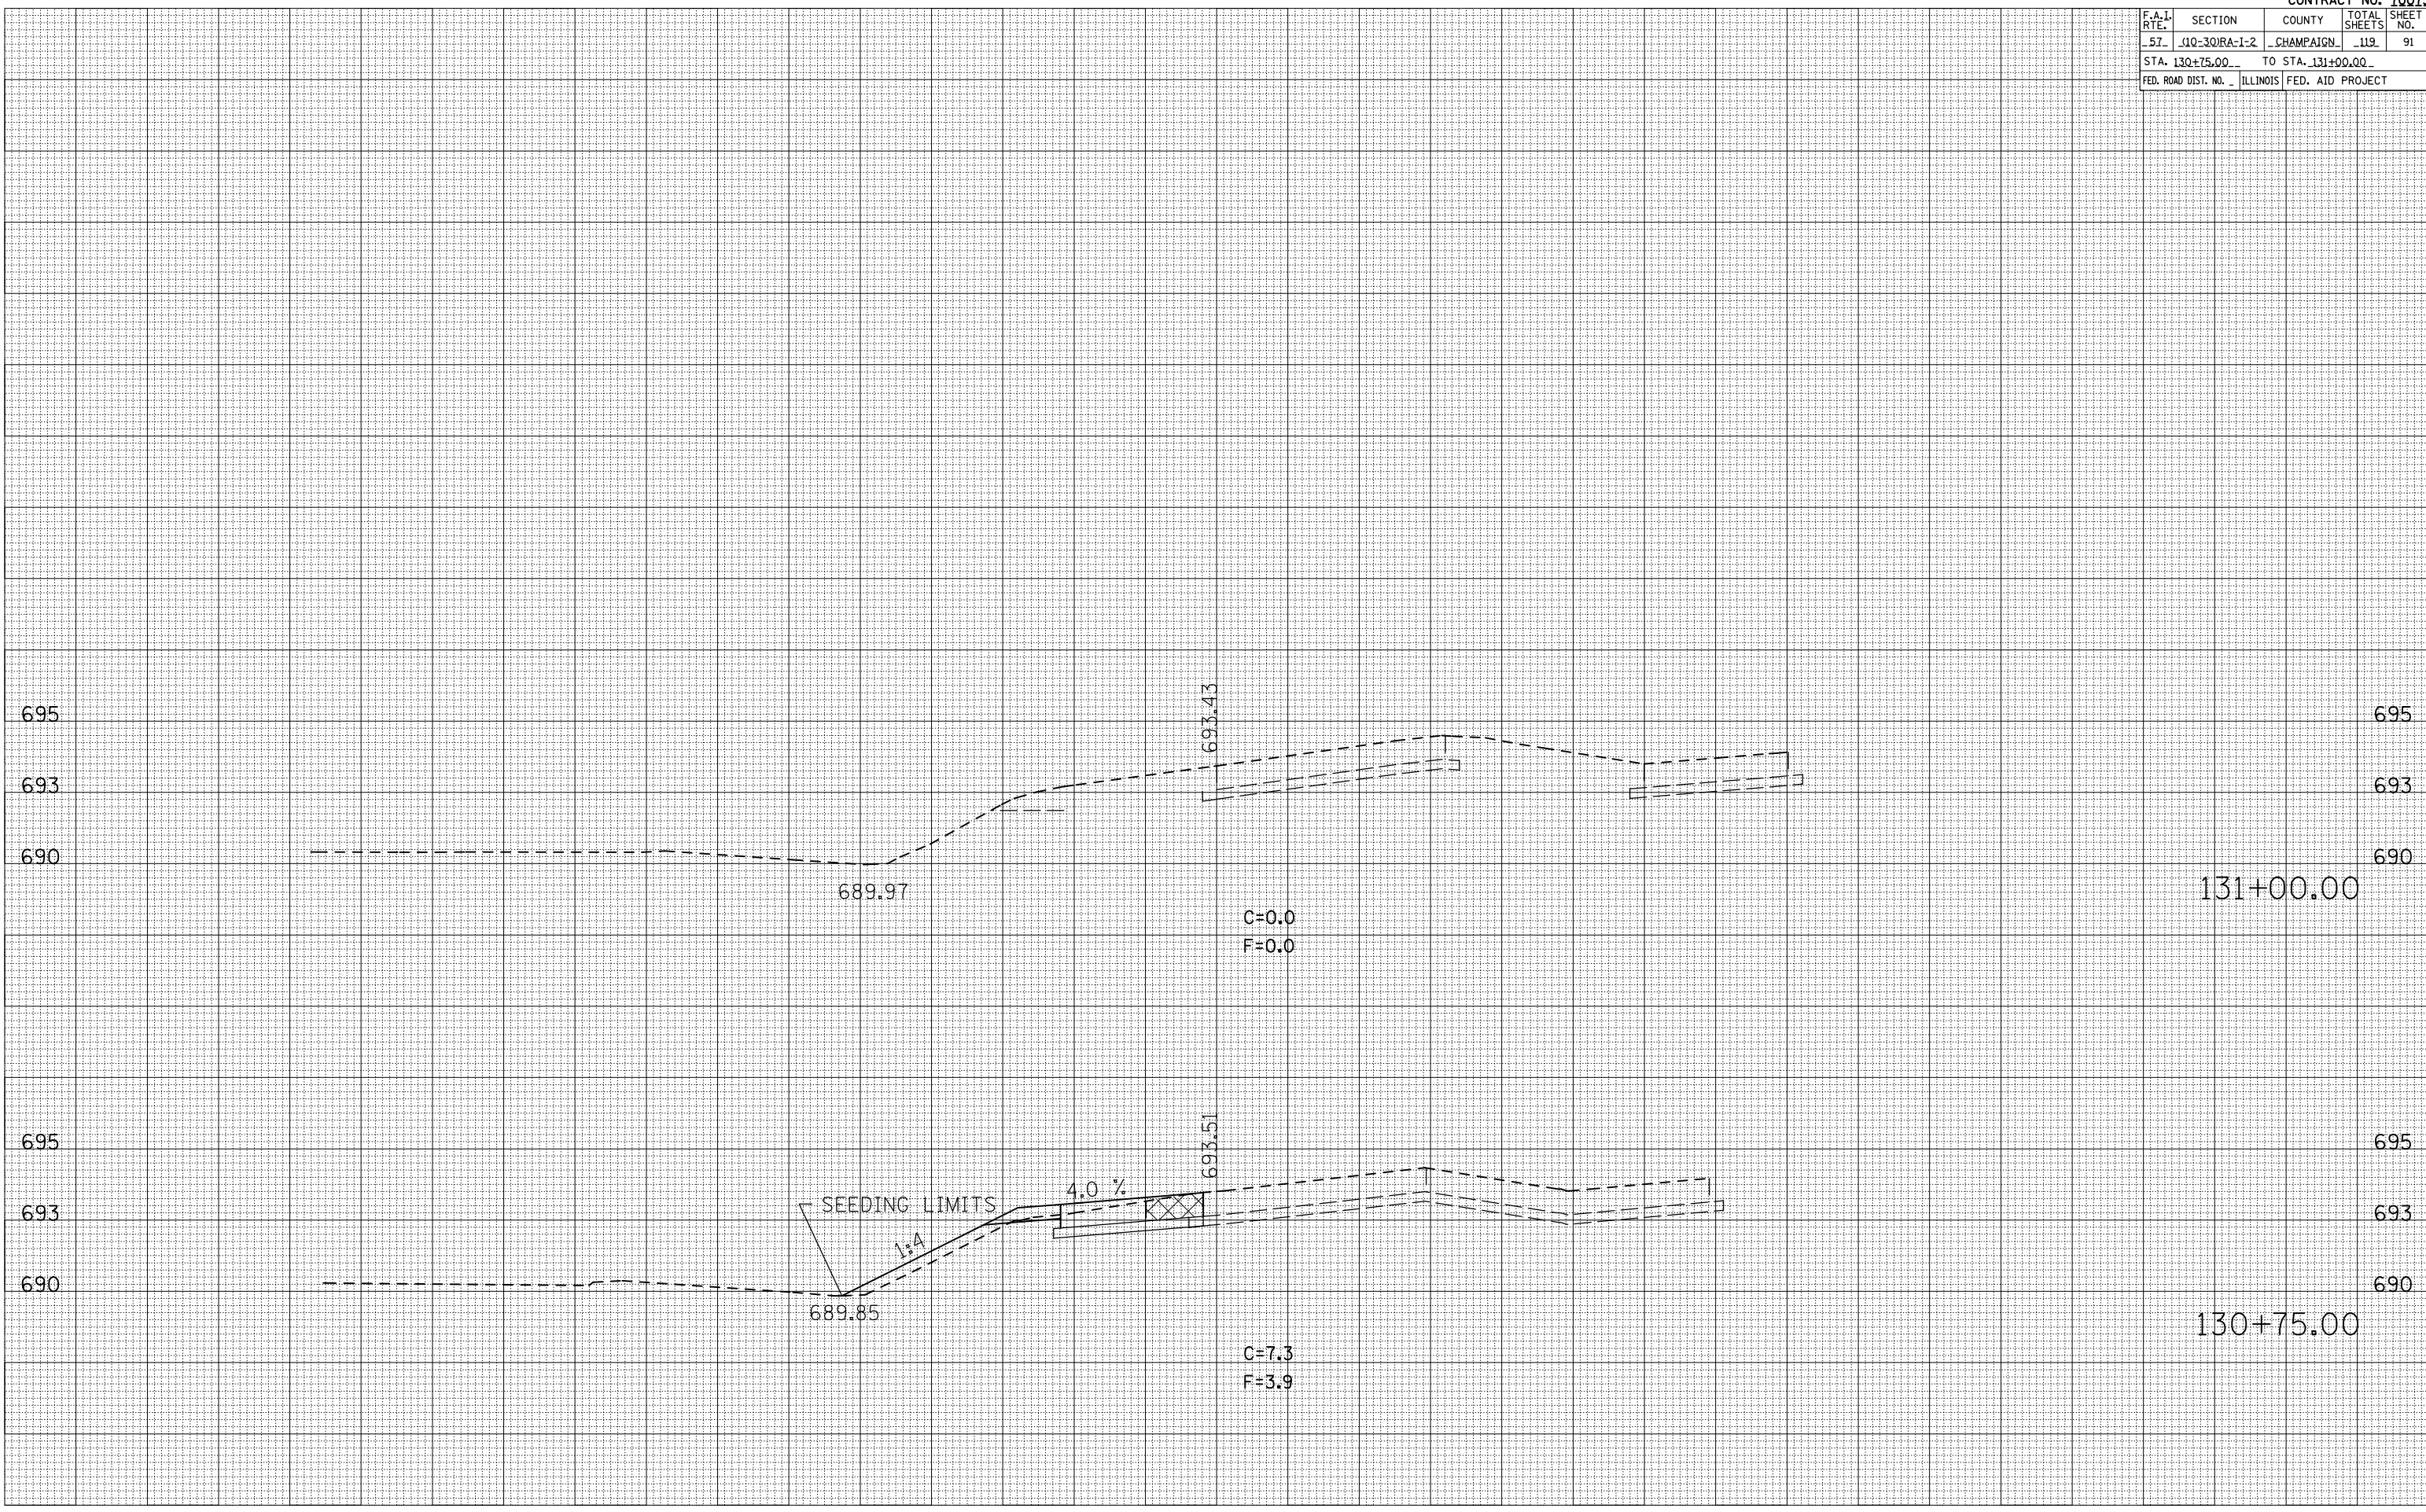 CONTRACT NO.
F.A.I. RTE. SECTION COUNTY TOTAL SHEETS SHEET NO.
57 (10-30)RA-I-2 CHAMPAIGN 119 91
STA. 130+75.00 TO STA. 131+00.00
FED. ROAD DIST. NO. _ ILLINOIS FED. AID PROJECT
693.43
695 695
693 693
690 690
689.97
131+00.00
C=0.0
F=0.0
693.51
695 695
4.0 %
SEEDING LIMITS
693 693
1:4
690 690
689.85
130+75.00
C=7.3
F=3.9